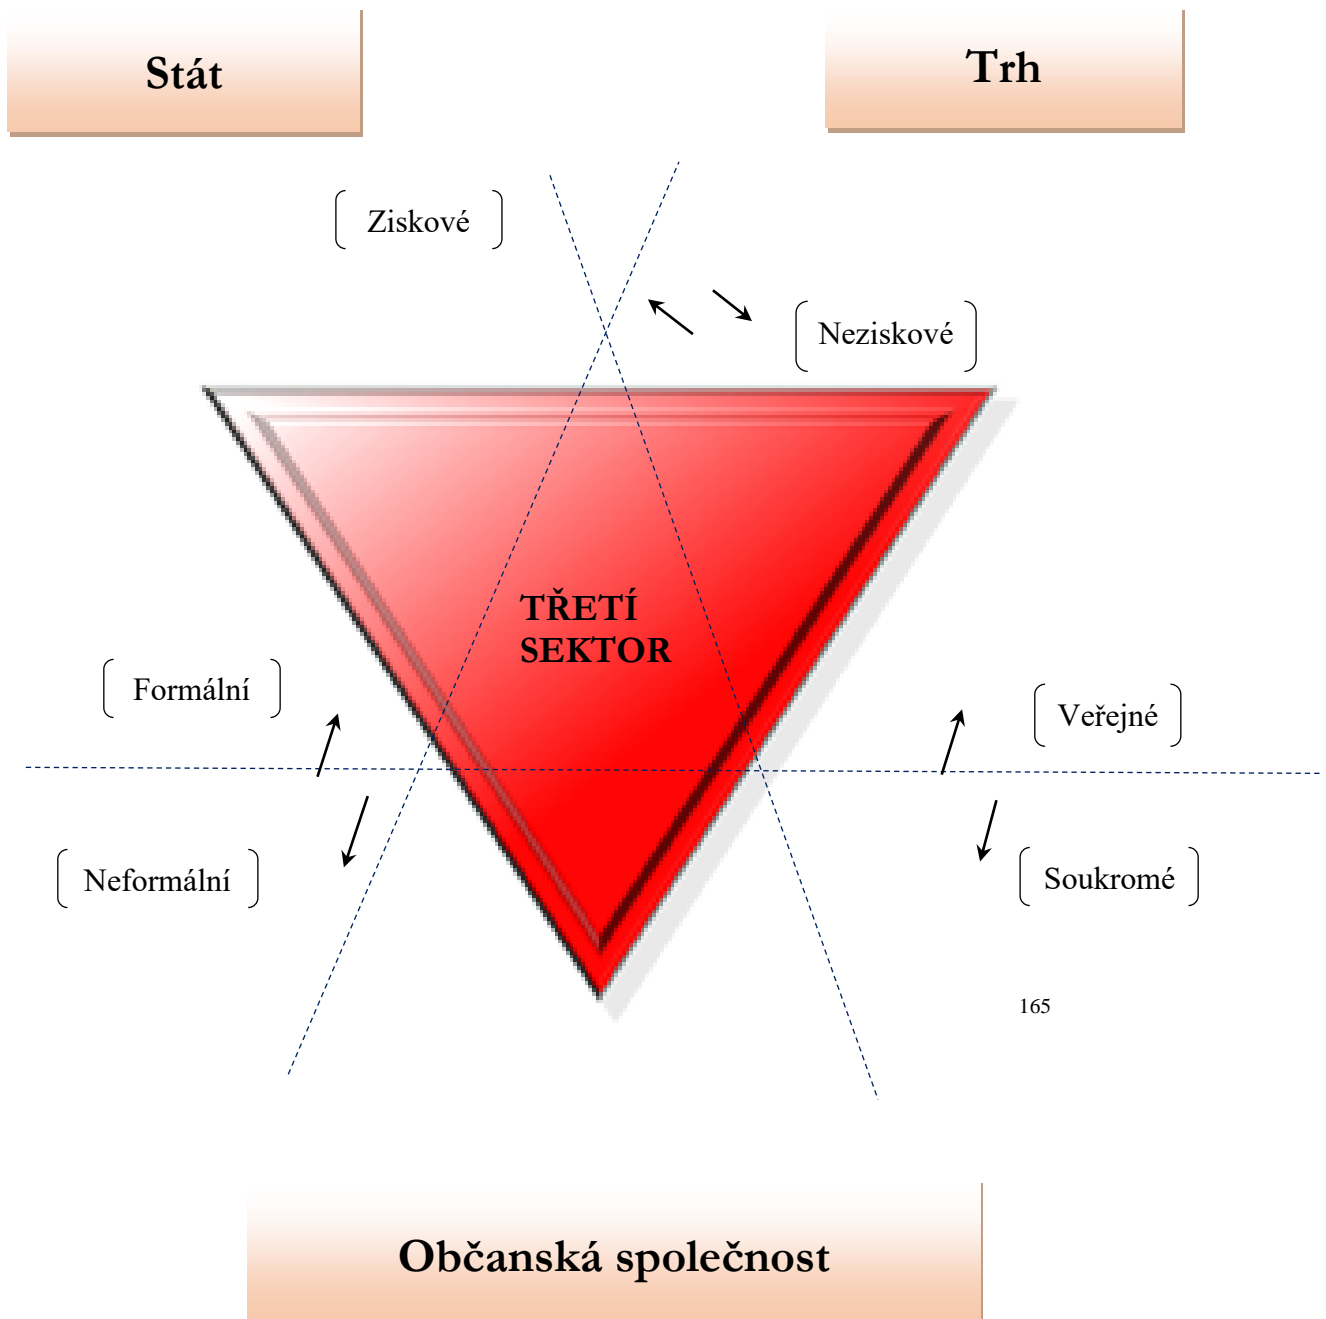 Stát
Trh
Ziskové
Neziskové
TŘETÍ
SEKTOR
Formální
Veřejné
Neformální
Soukromé
165
Občanská společnost